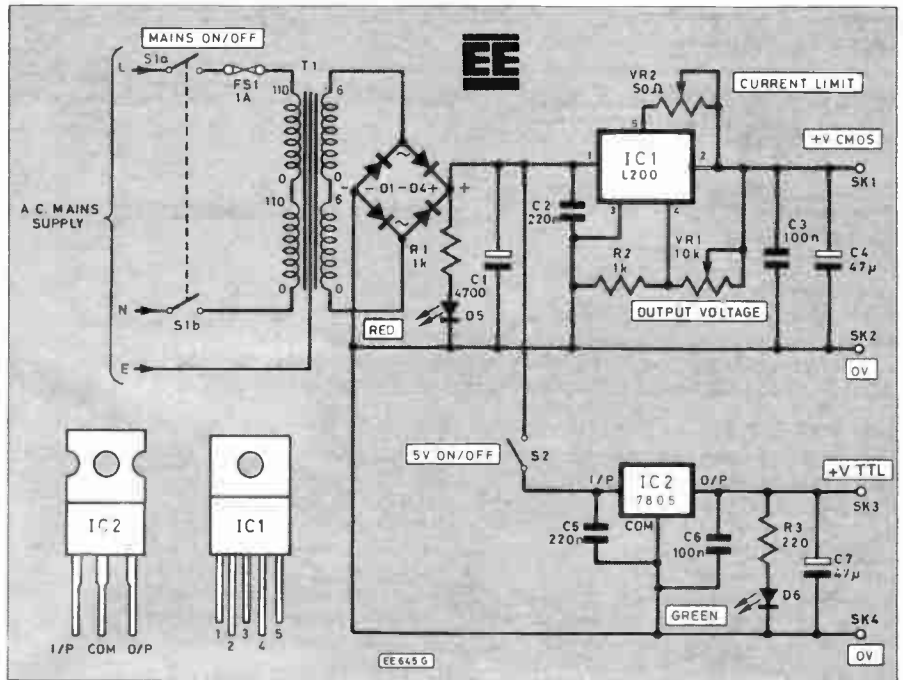 MAINS ON/OFF
S1a
L
FS1
1A
T1
110
6
0
0
110
6
0
0
A.C. MAINS
SUPPLY
N
S1b
E
EE
~
- D1-D4 +
~
+
R1
1k
C1
4700
D5
RED
C2
220n
1
IC1
L200
2
3
4
5
VR2
50Ω
CURRENT LIMIT
R2
1k
VR1
10k
OUTPUT VOLTAGE
C3
100n
C4
47µ
+V CMOS
SK1
SK2
0V
5V ON/OFF
S2
I/P
IC2
7805
O/P
COM
C5
220n
C6
100n
R3
220
C7
47µ
D6
GREEN
+V TTL
SK3
SK4
0V
IC2
I/P COM O/P
IC1
1 2 3 4 5
EE645G